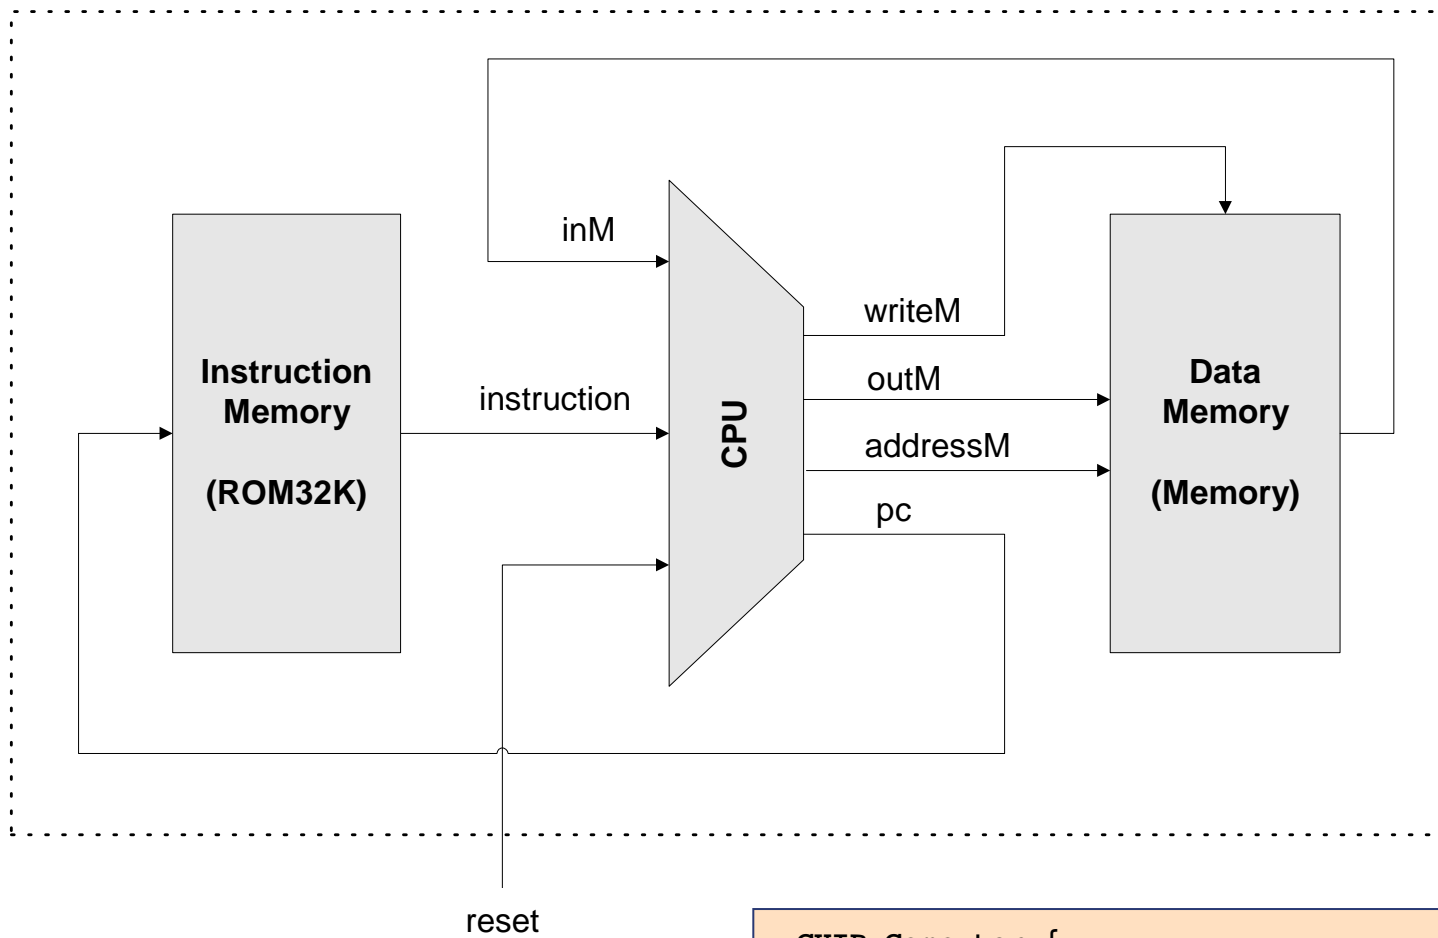 inM
writeM
Instruction
Memory
(ROM32K)
instruction
CPU
outM
addressM
pc
Data
Memory
(Memory)
reset